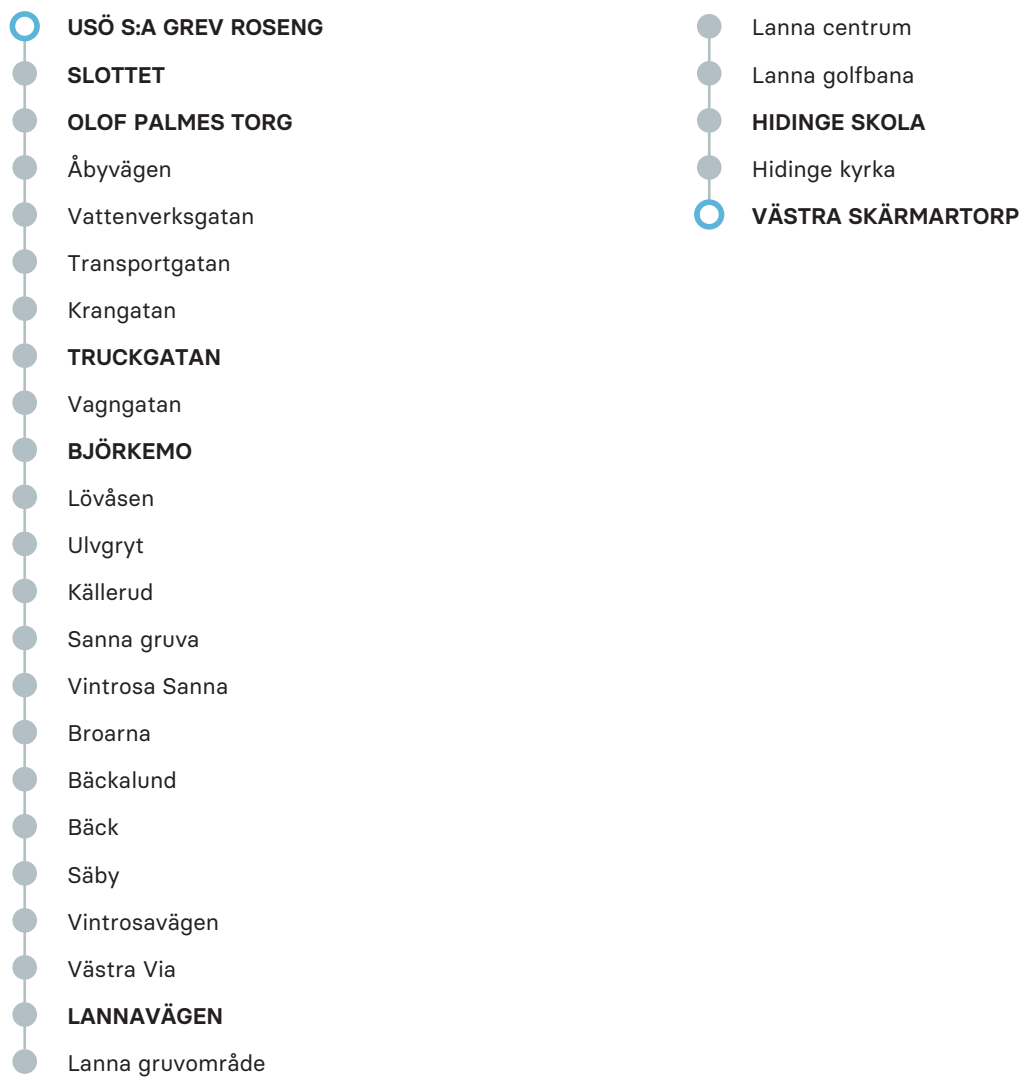 USÖ S:A GREV ROSENG
SLOTTET
OLOF PALMES TORG
Åbyvägen
Vattenverksgatan
Transportgatan
Krangatan
TRUCKGATAN
Vagngatan
BJÖRKEMO
Lövåsen
Ulvgryt
Källerud
Sanna gruva
Vintrosa Sanna
Broarna
Bäckalund
Bäck
Säby
Vintrosavägen
Västra Via
LANNAVÄGEN
Lanna gruvområde
Lanna centrum
Lanna golfbana
HIDINGE SKOLA
Hidinge kyrka
VÄSTRA SKÄRMARTORP